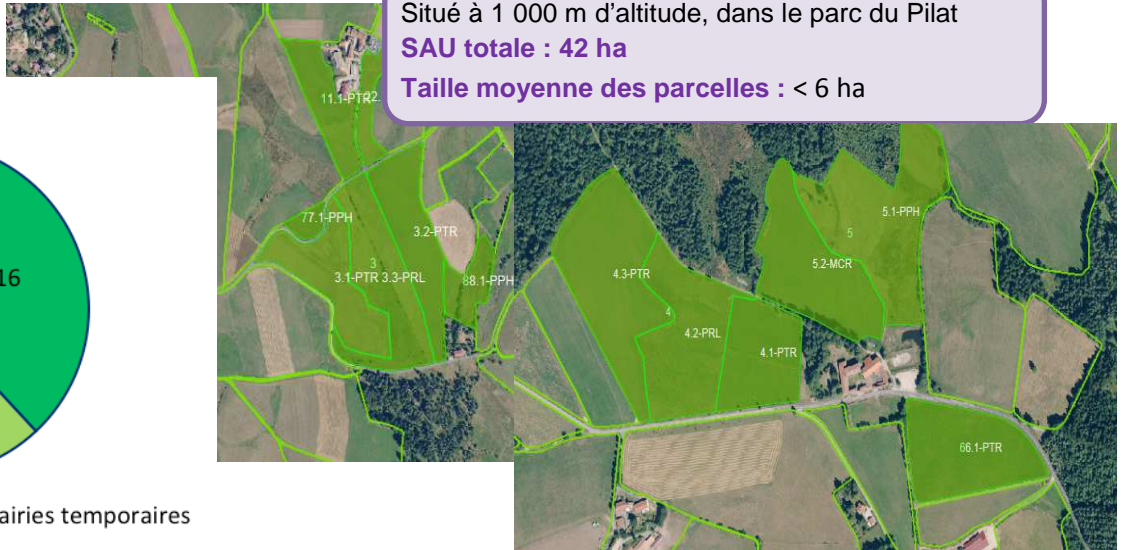 Situé à 1 000 m d'altitude, dans le parc du Pilat
SAU totale : 42 ha
Taille moyenne des parcelles : < 6 ha
11.1-PTR
22.
77.1-PPH
3.2-PTR
3
3.1-PTR
3.3-PRL
88.1-PPH
16
5.1-PPH
5
5.2-MCR
4.3-PTR
4
4.2-PRL
4.1-PTR
66.1-PTR
airies temporaires